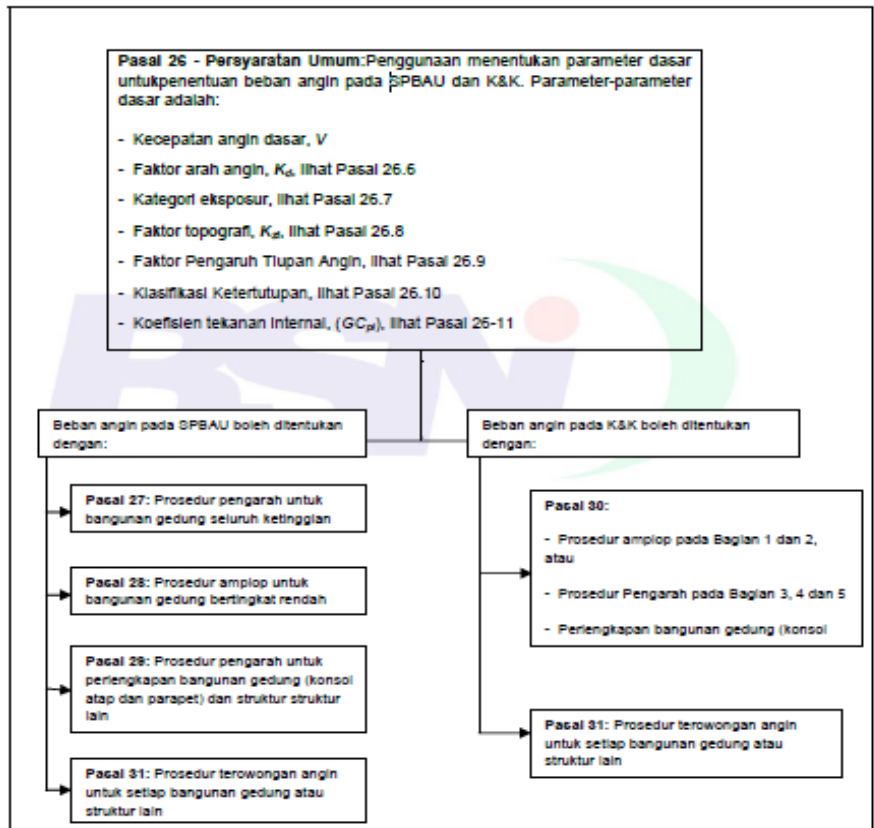 Pasal 26 - Persyaratan Umum:Penggunaan menentukan parameter dasar
untukpenentuan beban angin pada SPBAU dan K&K. Parameter-parameter
dasar adalah:
- Kecepatan angin dasar, V
- Faktor arah angin, Kd, lihat Pasal 26.6
- Kategori eksposur, lihat Pasal 26.7
- Faktor topografi, Kzt, lihat Pasal 26.8
- Faktor Pengaruh Tiupan Angin, lihat Pasal 26.9
- Klasifikasi Ketertutupan, lihat Pasal 26.10
- Koefisien tekanan internal, (GCpi), lihat Pasal 26-11
BSN
Beban angin pada SPBAU boleh ditentukan
dengan:
Pasal 27: Prosedur pengarah untuk
bangunan gedung seluruh ketinggian
Pasal 28: Prosedur amplop untuk
bangunan gedung bertingkat rendah
Pasal 29: Prosedur pengarah untuk
perlengkapan bangunan gedung (konsol
atap dan parapet) dan struktur struktur
lain
Pasal 31: Prosedur terowongan angin
untuk setiap bangunan gedung atau
struktur lain
Beban angin pada K&K boleh ditentukan
dengan:
Pasal 30:
- Prosedur amplop pada Bagian 1 dan 2,
atau
- Prosedur Pengarah pada Bagian 3, 4 dan 5
- Perlengkapan bangunan gedung (konsol
Pasal 31: Prosedur terowongan angin
untuk setiap bangunan gedung atau
struktur lain